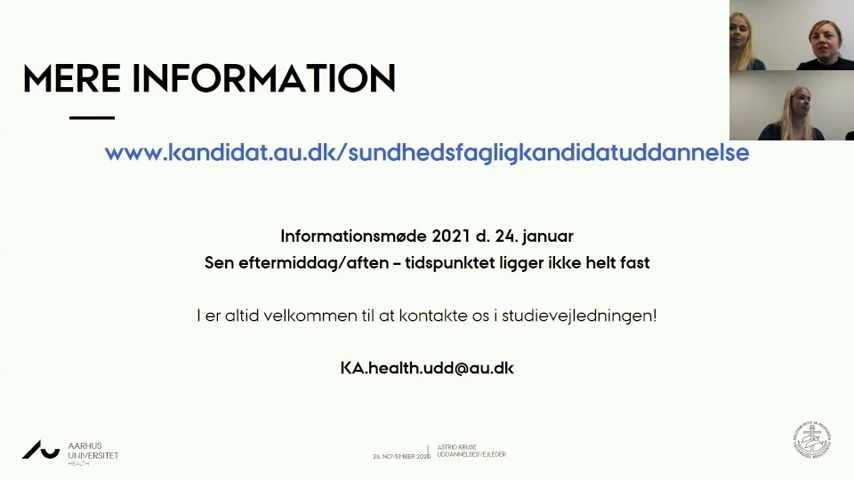 MERE INFORMATION
www.kandidat.au.dk/sundhedsfagligkandidatuddannelse
Informationsmøde 2021 d. 24. januar
Sen eftermiddag/aften – tidspunktet ligger ikke helt fast
I er altid velkommen til at kontakte os i studievejledningen!
KA.health.udd@au.dk
AARHUS
UNIVERSITET
HEALTH
26. NOVEMBER 2020
ASTRID KRUSE
UDDANNELSESVEJLEDER